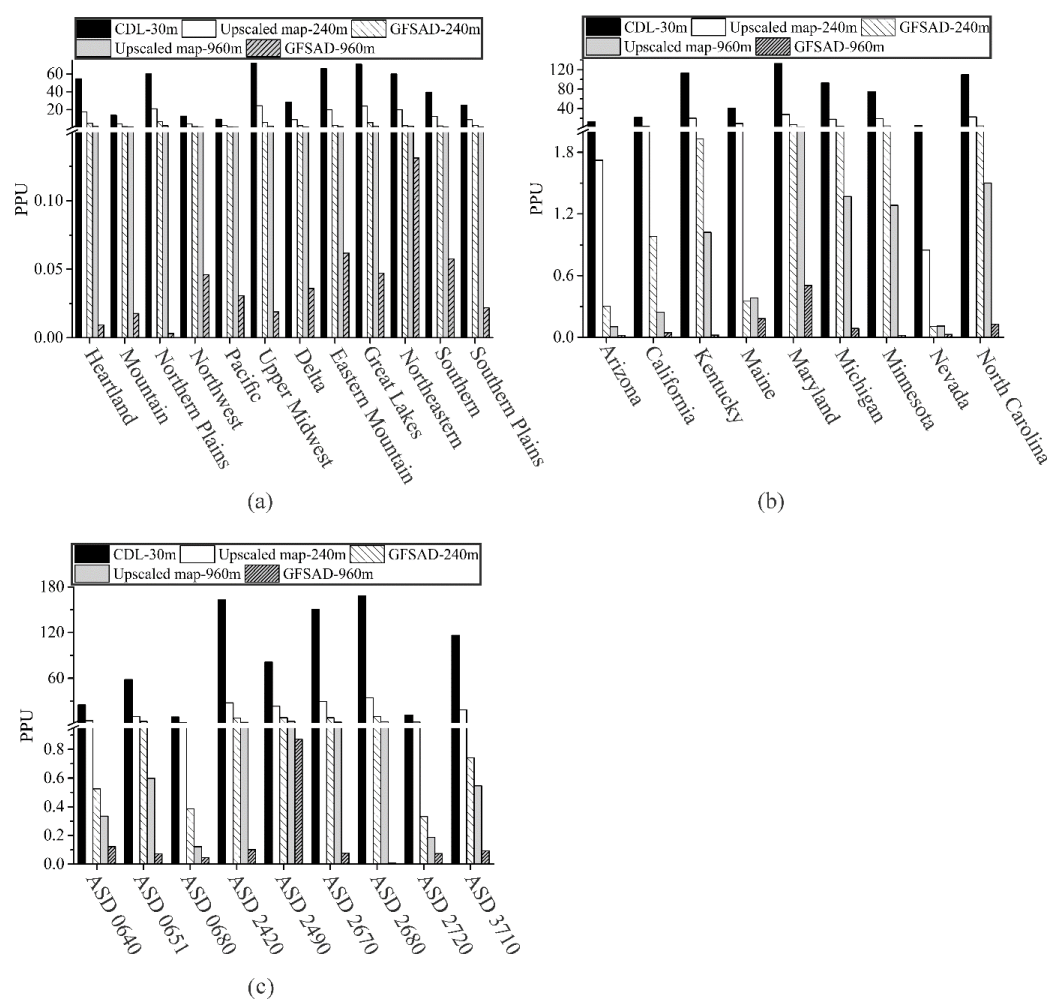 CDL-30m Upscaled map-240m GFSAD-240m
Upscaled map-960m GFSAD-960m
60
40
20
0.10
0.05
0.00
PPU
Heartland
Mountain
Northern Plains
Northwest
Pacific
Upper Midwest
Delta
Eastern Mountain
Great Lakes
Northeastern
Southern
Southern Plains
(a)
CDL-30m Upscaled map-240m GFSAD-240m
Upscaled map-960m GFSAD-960m
120
80
40
1.8
1.2
0.6
0.0
PPU
Arizona
California
Kentucky
Maine
Maryland
Michigan
Minnesota
Nevada
North Carolina
(b)
CDL-30m Upscaled map-240m GFSAD-240m
Upscaled map-960m GFSAD-960m
180
120
60
0.8
0.6
0.4
0.2
0.0
PPU
ASD 0640
ASD 0651
ASD 0680
ASD 2420
ASD 2490
ASD 2670
ASD 2680
ASD 2720
ASD 3710
(c)